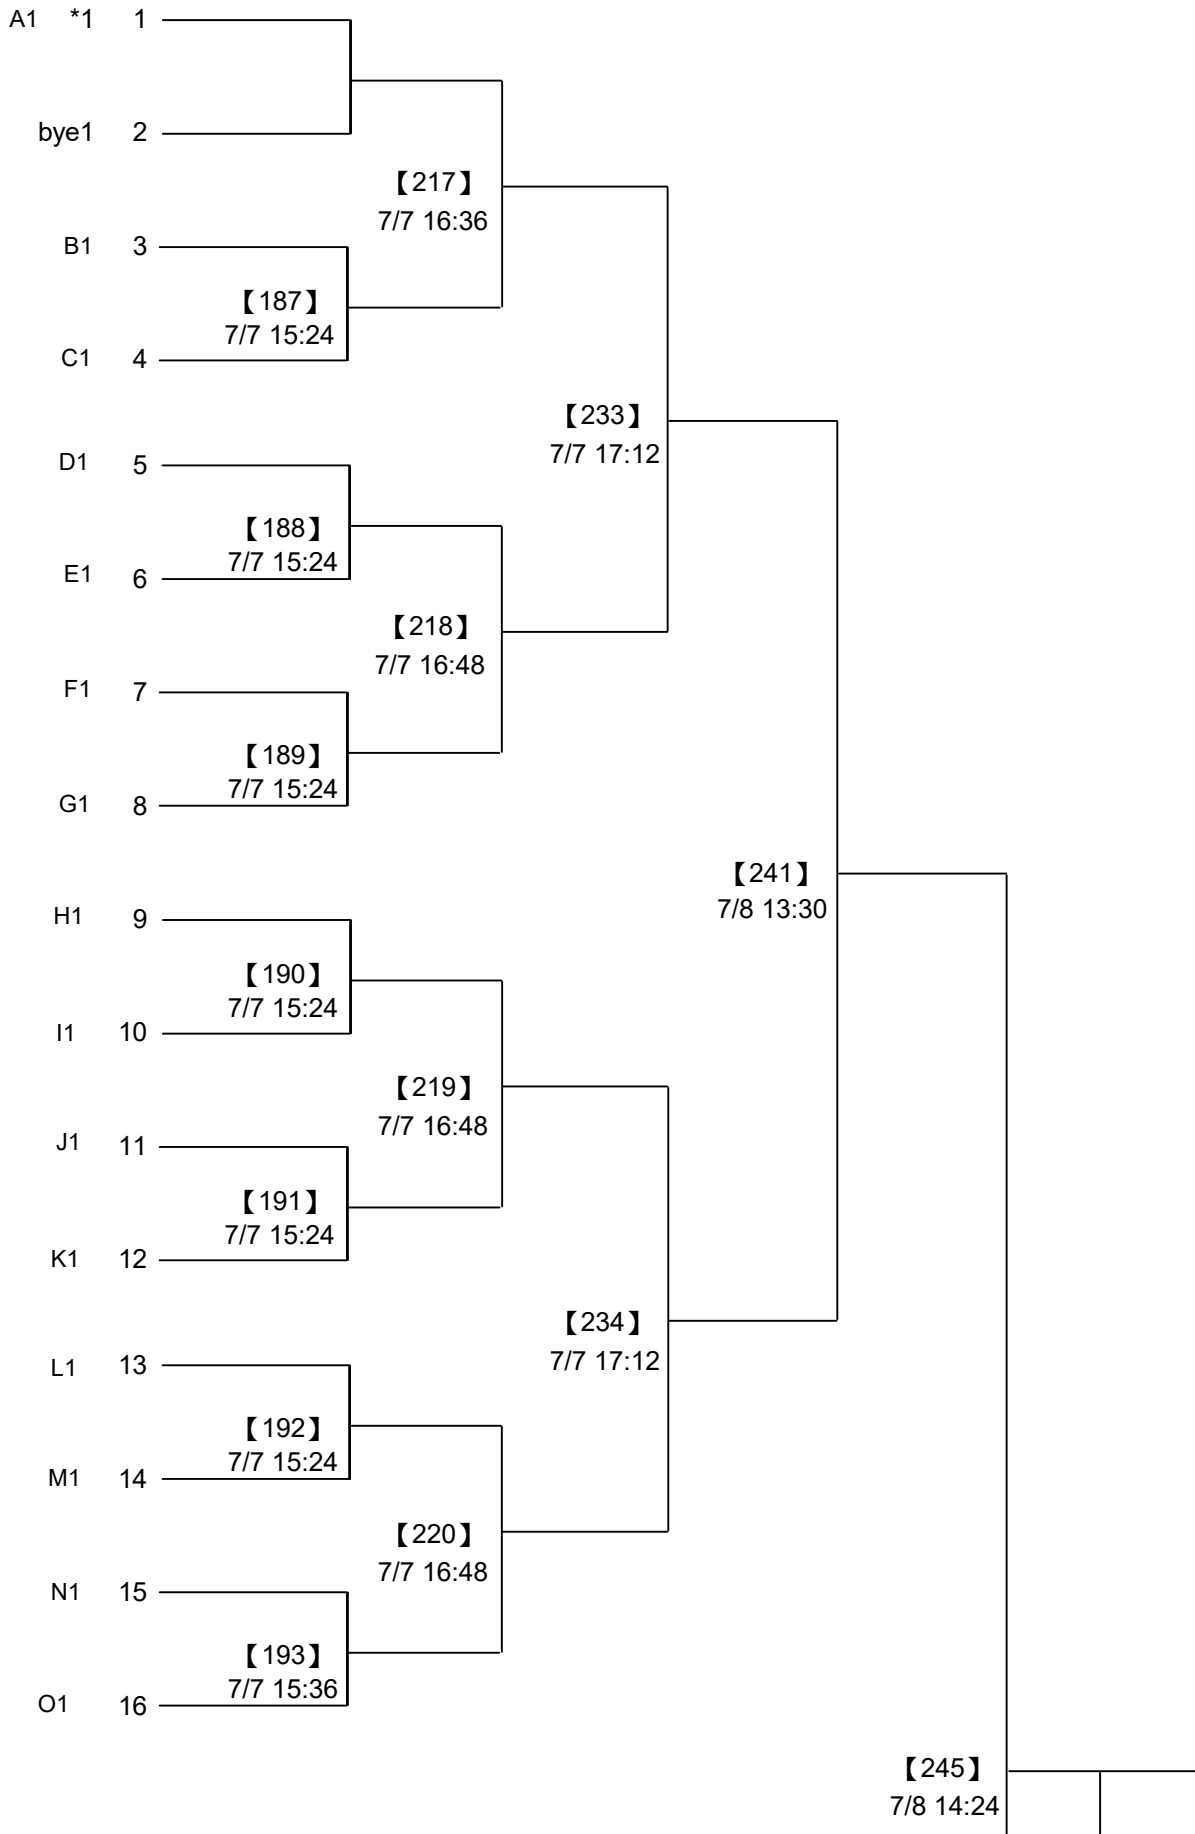 A1 *1 1
bye1 2
【217】
7/7 16:36
B1 3
【187】
7/7 15:24
C1 4
【233】
7/7 17:12
D1 5
【188】
7/7 15:24
E1 6
【218】
7/7 16:48
F1 7
【189】
7/7 15:24
G1 8
【241】
7/8 13:30
H1 9
【190】
7/7 15:24
I1 10
【219】
7/7 16:48
J1 11
【191】
7/7 15:24
K1 12
【234】
7/7 17:12
L1 13
【192】
7/7 15:24
M1 14
【220】
7/7 16:48
N1 15
【193】
7/7 15:36
O1 16
【245】
7/8 14:24